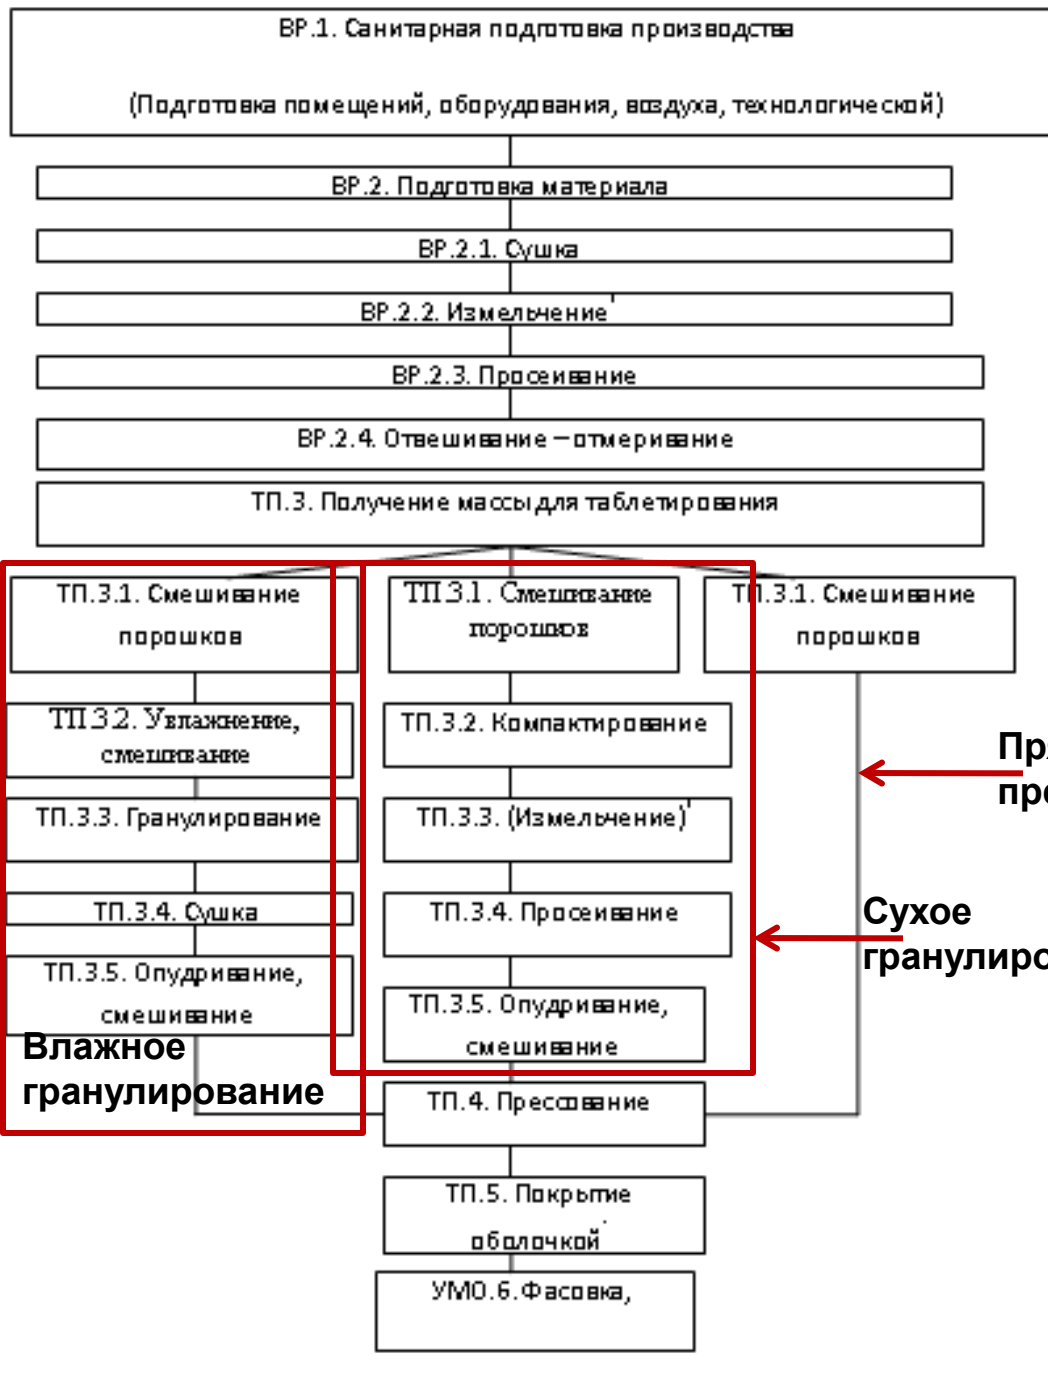 ВР.1. Санитарная подготовка производства
(Подготовка помещений, оборудования, воздуха, технологической)
ВР.2. Подготовка материала
ВР.2.1. Сушка
ВР.2.2. Измельчение
ВР.2.3. Просеивание
ВР.2.4. Отвешивание – отмеривание
ТП.3. Получение массы для таблетирования
ТП.3.1. Смешивание
порошков
ТП.3.2. Увлажнение,
смешивание
ТП.3.3. Гранулирование
ТП.3.4. Сушка
ТП.3.5. Опудривание,
смешивание
Влажное
гранулирование
ТП.3.1. Смешивание
порошков
ТП.3.2. Компактирование
ТП.3.3. (Измельчение)
ТП.3.4. Просеивание
ТП.3.5. Опудривание,
смешивание
ТП.3.1. Смешивание
порошков
Сухое
ТП.4. Прессование
ТП.5. Покрытие
оболочкой
УМО.6.Фасовка,